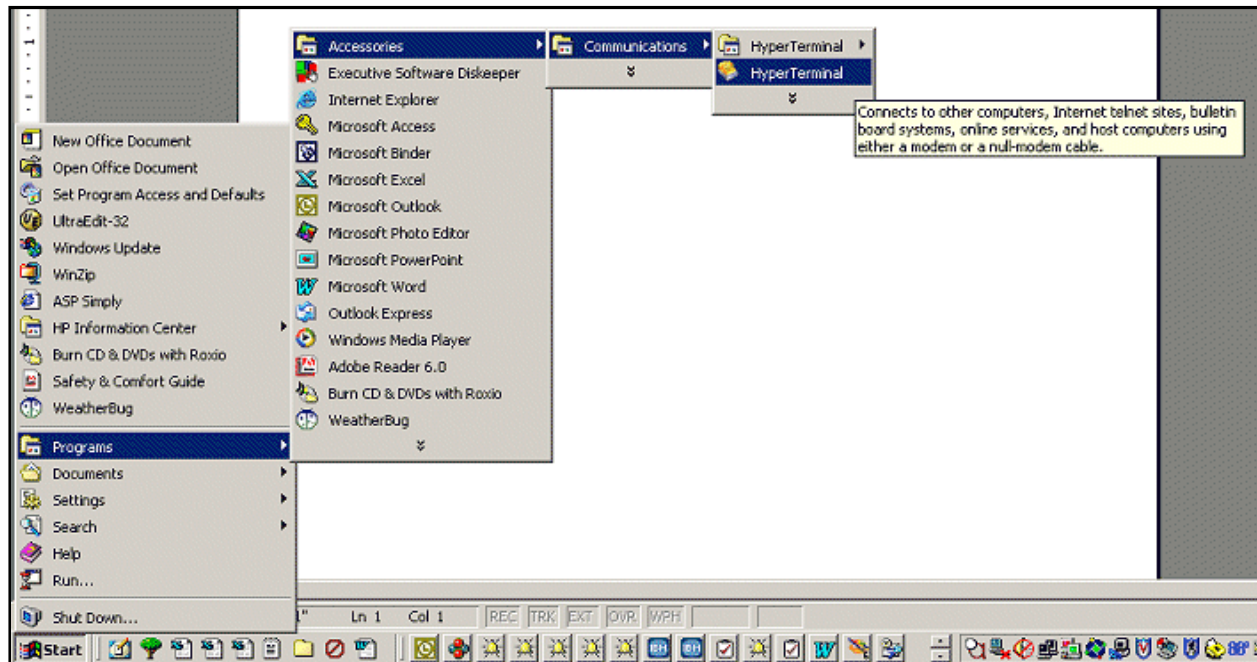 Accessories
Communications
HyperTerminal
Executive Software Diskeeper
HyperTerminal
Internet Explorer
Connects to other computers, Internet telnet sites, bulletin
board systems, online services, and host computers using
either a modem or a null-modem cable.
Microsoft Access
Microsoft Binder
Microsoft Excel
Microsoft Outlook
Microsoft Photo Editor
Microsoft PowerPoint
Microsoft Word
Outlook Express
Windows Media Player
Adobe Reader 6.0
Burn CD & DVDs with Roxio
WeatherBug
New Office Document
Open Office Document
Set Program Access and Defaults
UltraEdit-32
Windows Update
WinZip
ASP Simply
HP Information Center
Burn CD & DVDs with Roxio
Safety & Comfort Guide
WeatherBug
Programs
Documents
Settings
Search
Help
Run...
Shut Down...
Ln 1 Col 1 REC TRK EXT OVR WPH
Start
88°